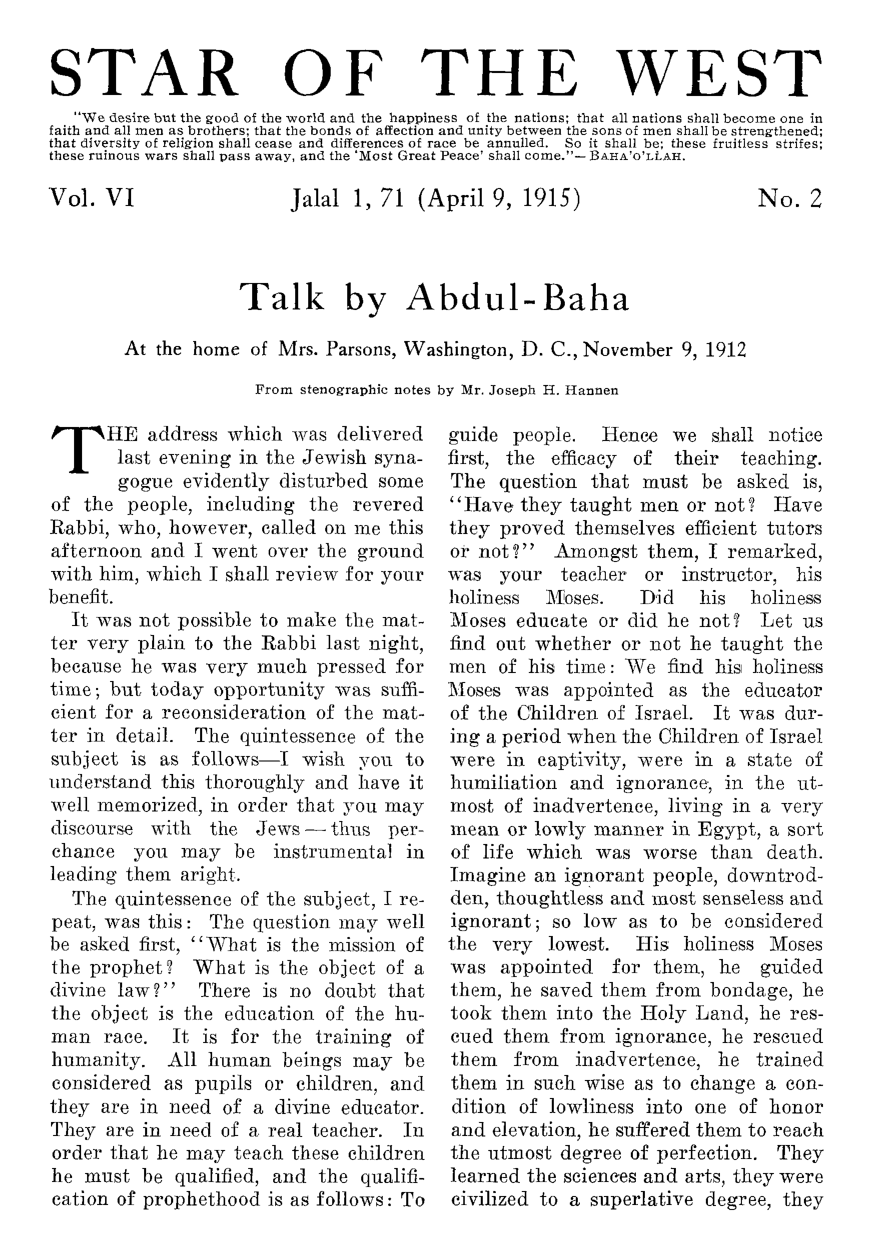 STAR OF THE WEST
"We desire but the good of the world and the happiness of the nations; that all nations shall become one in
faith and all men as brothers; that the bonds of affection and unity between the sons of men shall be strengthened;
that diversity of religion shall cease and differences of race be annulled. So it shall be; these fruitless strifes;
these ruinous wars shall pass away, and the 'Most Great Peace' shall come."—BAHA'O'LLAH.
Vol. VI Jalal 1, 71 (April 9, 1915) No. 2
Talk by Abdul-Baha
At the home of Mrs. Parsons, Washington, D. C., November 9, 1912
From stenographic notes by Mr. Joseph H. Hannen
THE address which was delivered
last evening in the Jewish syna-
gogue evidently disturbed some
of the people, including the revered
Rabbi, who, however, called on me this
afternoon and I went over the ground
with him, which I shall review for your
benefit.
It was not possible to make the mat-
ter very plain to the Rabbi last night,
because he was very much pressed for
time; but today opportunity was suffi-
cient for a reconsideration of the mat-
ter in detail. The quintessence of the
subject is as follows—I wish you to
understand this thoroughly and have it
well memorized, in order that you may
discourse with the Jews—thus per-
chance you may be instrumental in
leading them aright.
The quintessence of the subject, I re-
peat, was this: The question may well
be asked first, "What is the mission of
the prophet? What is the object of a
divine law?" There is no doubt that
the object is the education of the hu-
man race. It is for the training of
humanity. All human beings may be
considered as pupils or children, and
they are in need of a divine educator.
They are in need of a real teacher. In
order that he may teach these children
he must be qualified, and the qualifi-
cation of prophethood is as follows: To
guide people. Hence we shall notice
first, the efficacy of their teaching.
The question that must be asked is,
"Have they taught men or not? Have
they proved themselves efficient tutors
or not?" Amongst them, I remarked,
was your teacher or instructor, his
holiness Moses. Did his holiness
Moses educate or did he not? Let us
find out whether or not he taught the
men of his time: We find his holiness
Moses was appointed as the educator
of the Children of Israel. It was dur-
ing a period when the Children of Israel
were in captivity, were in a state of
humiliation and ignorance, in the ut-
most of inadvertence, living in a very
mean or lowly manner in Egypt, a sort
of life which was worse than death.
Imagine an ignorant people, downtrod-
den, thoughtless and most senseless and
ignorant; so low as to be considered
the very lowest. His holiness Moses
was appointed for them, he guided
them, he saved them from bondage, he
took them into the Holy Land, he res-
cued them from ignorance, he rescued
them from inadvertence, he trained
them in such wise as to change a con-
dition of lowliness into one of honor
and elevation, he suffered them to reach
the utmost degree of perfection. They
learned the sciences and arts, they were
civilized to a superlative degree, they